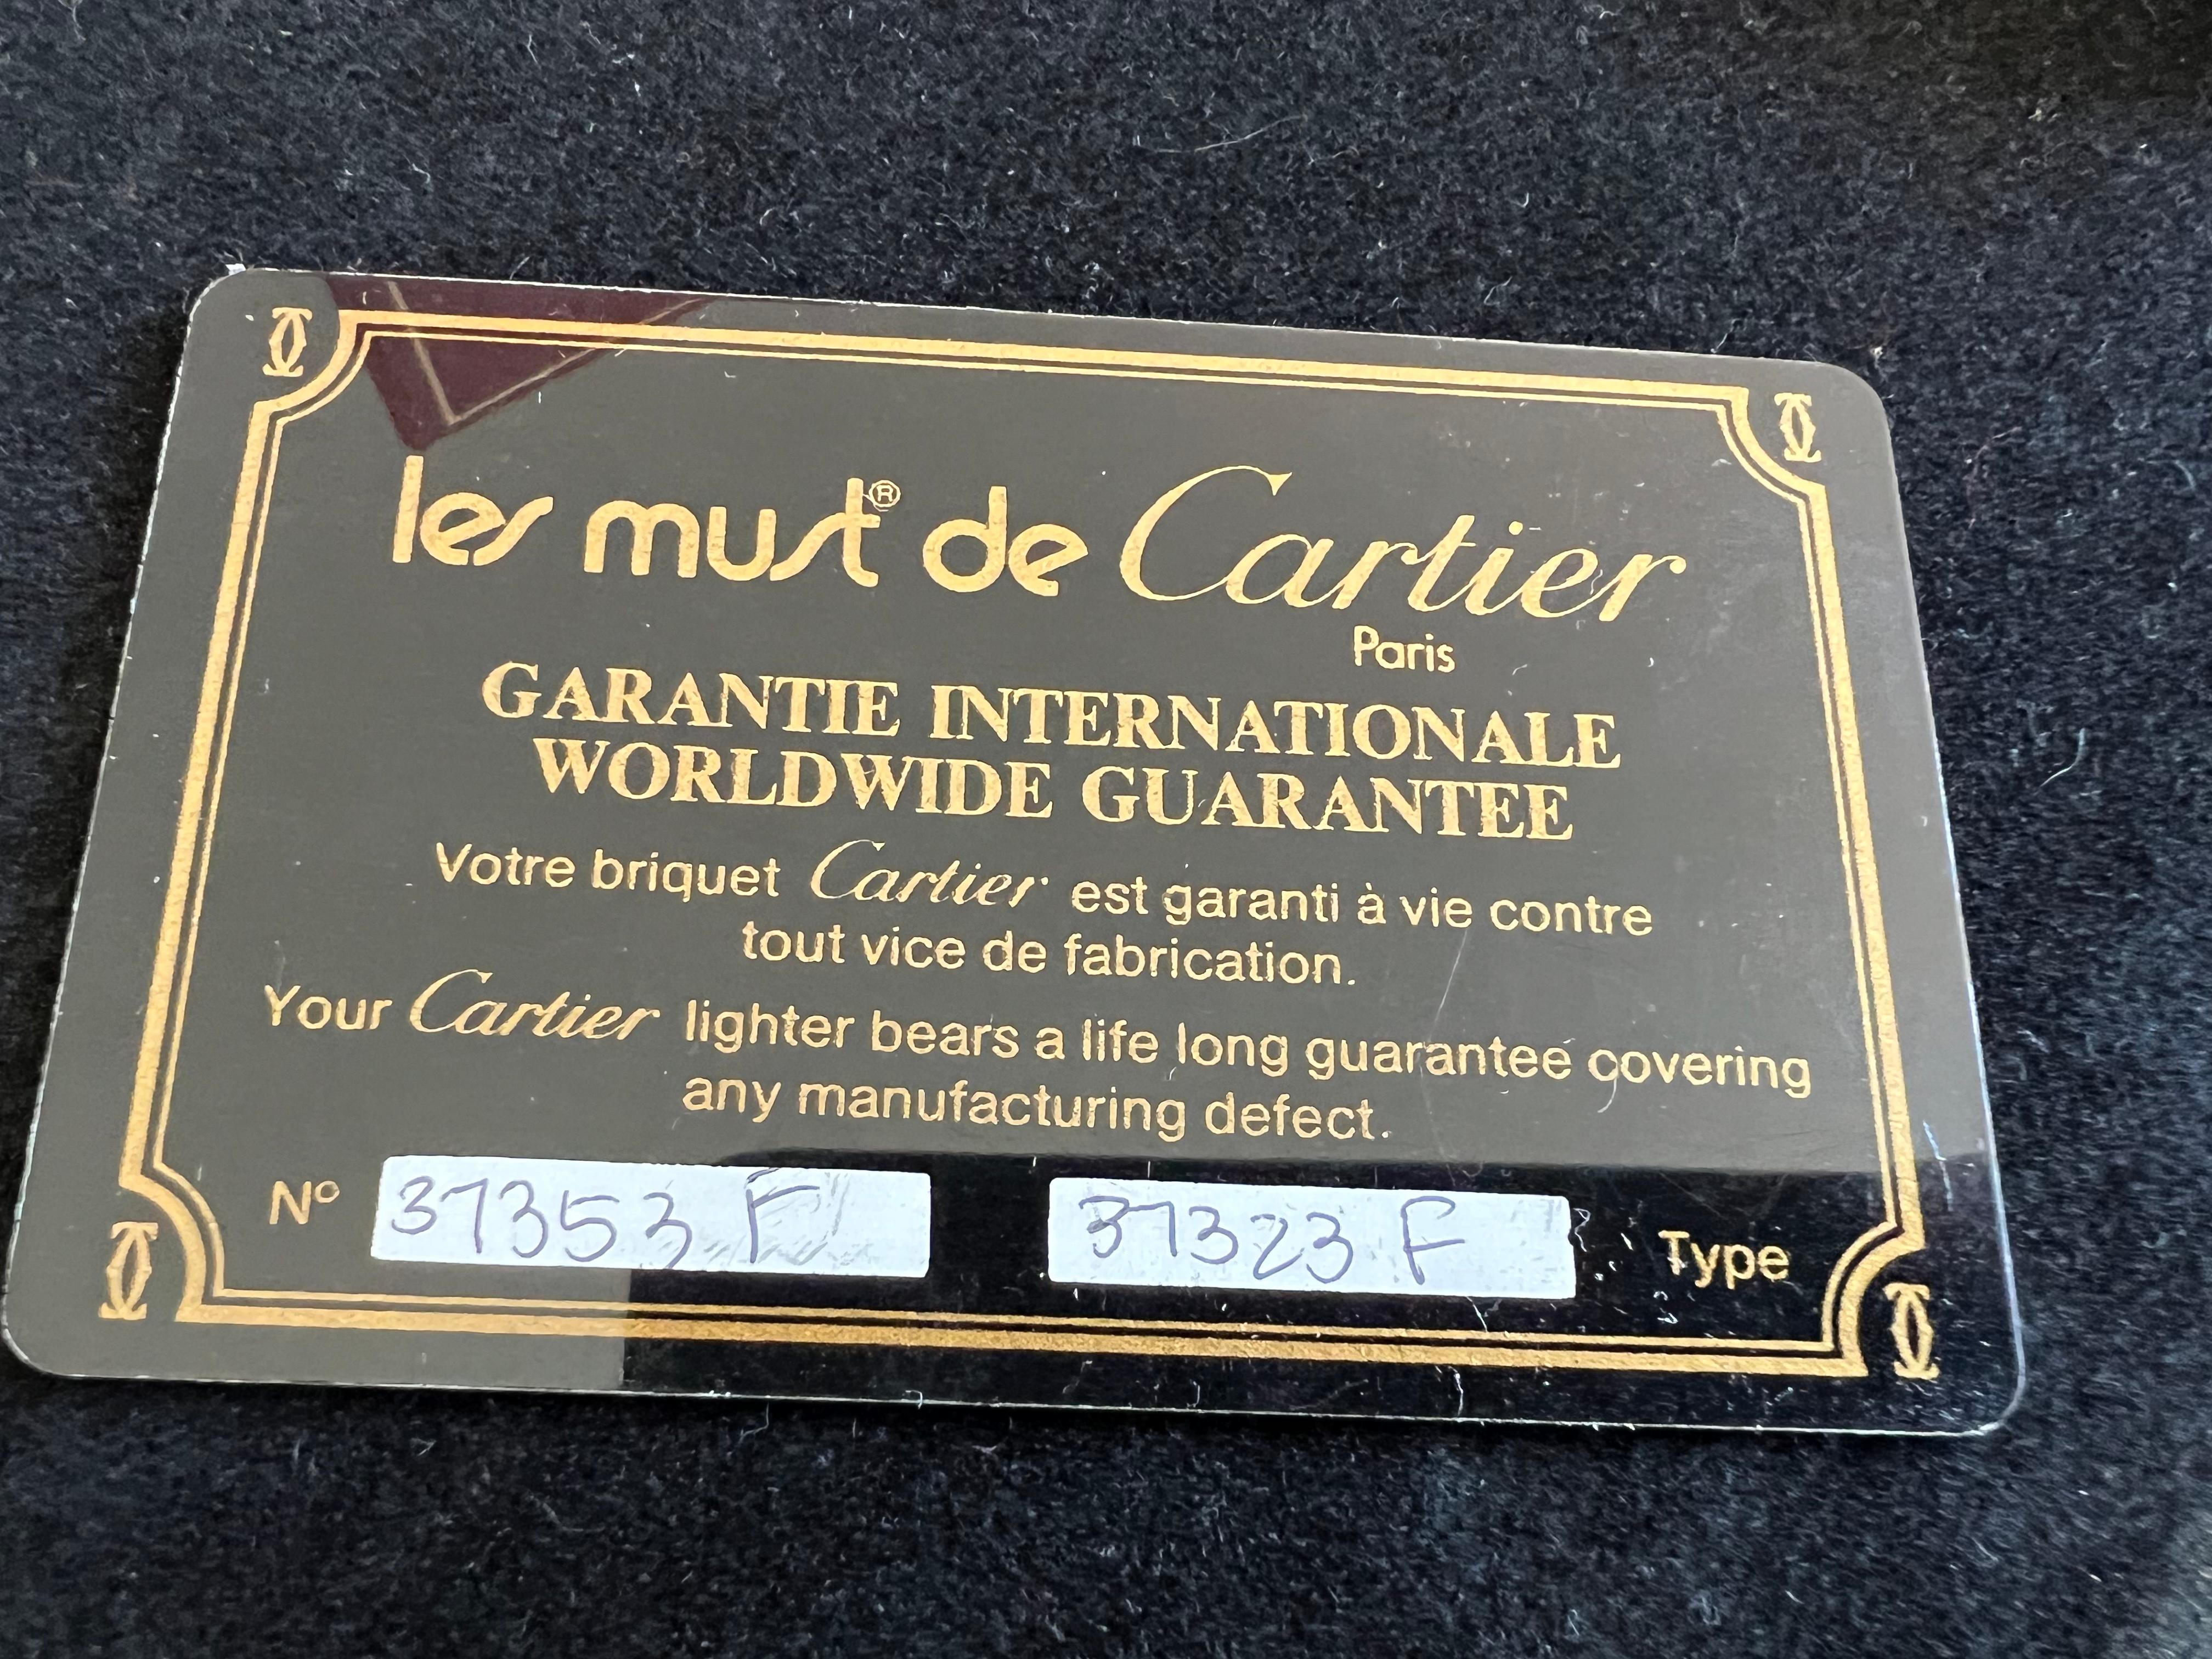 les must® de Cartier
Paris
GARANTIE INTERNATIONALE
WORLDWIDE GUARANTEE
Votre briquet Cartier est garanti à vie contre
tout vice de fabrication.
Your Cartier lighter bears a life long guarantee covering
any manufacturing defect.
Nº 37353 F 37323 F Type